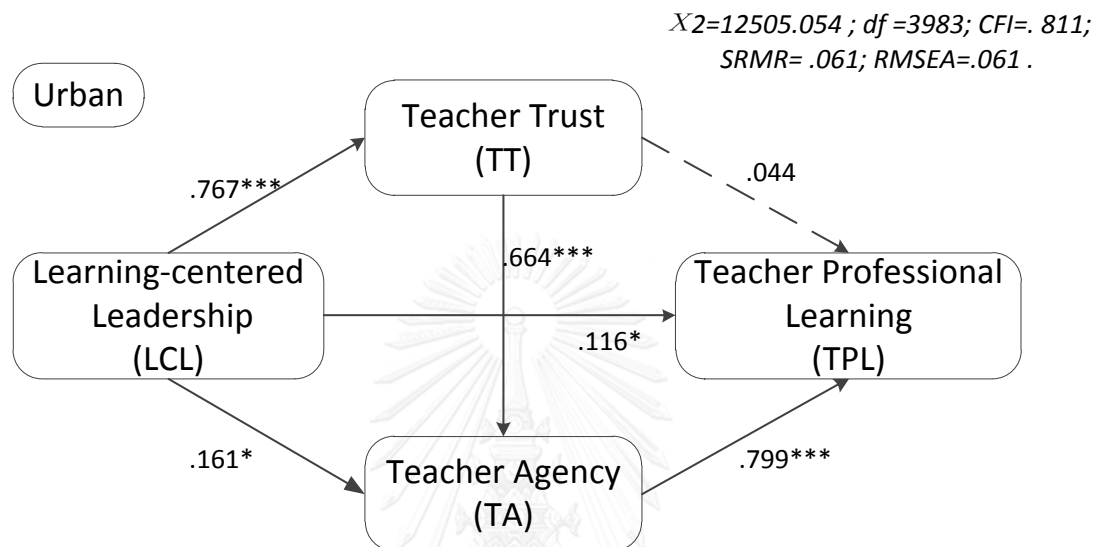 X2=12505.054 ; df =3983; CFI=. 811;
SRMR= .061; RMSEA=.061 .
Urban
Teacher Trust
(TT)
.767***
.044
Learning-centered
Leadership
(LCL)
.664***
.116*
Teacher Professional
Learning
(TPL)
.161*
Teacher Agency
(TA)
.799***